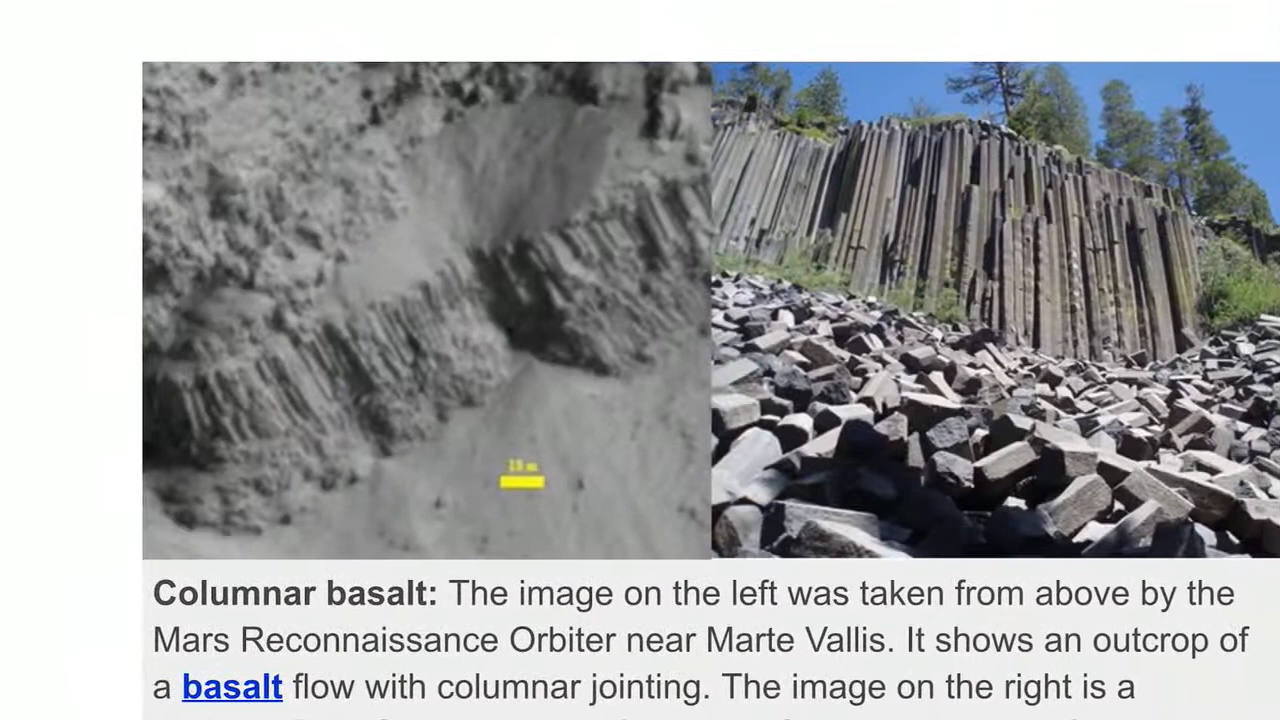 Columnar basalt: The image on the left was taken from above by the
Mars Reconnaissance Orbiter near Marte Vallis. It shows an outcrop of
a basalt flow with columnar jointing. The image on the right is a